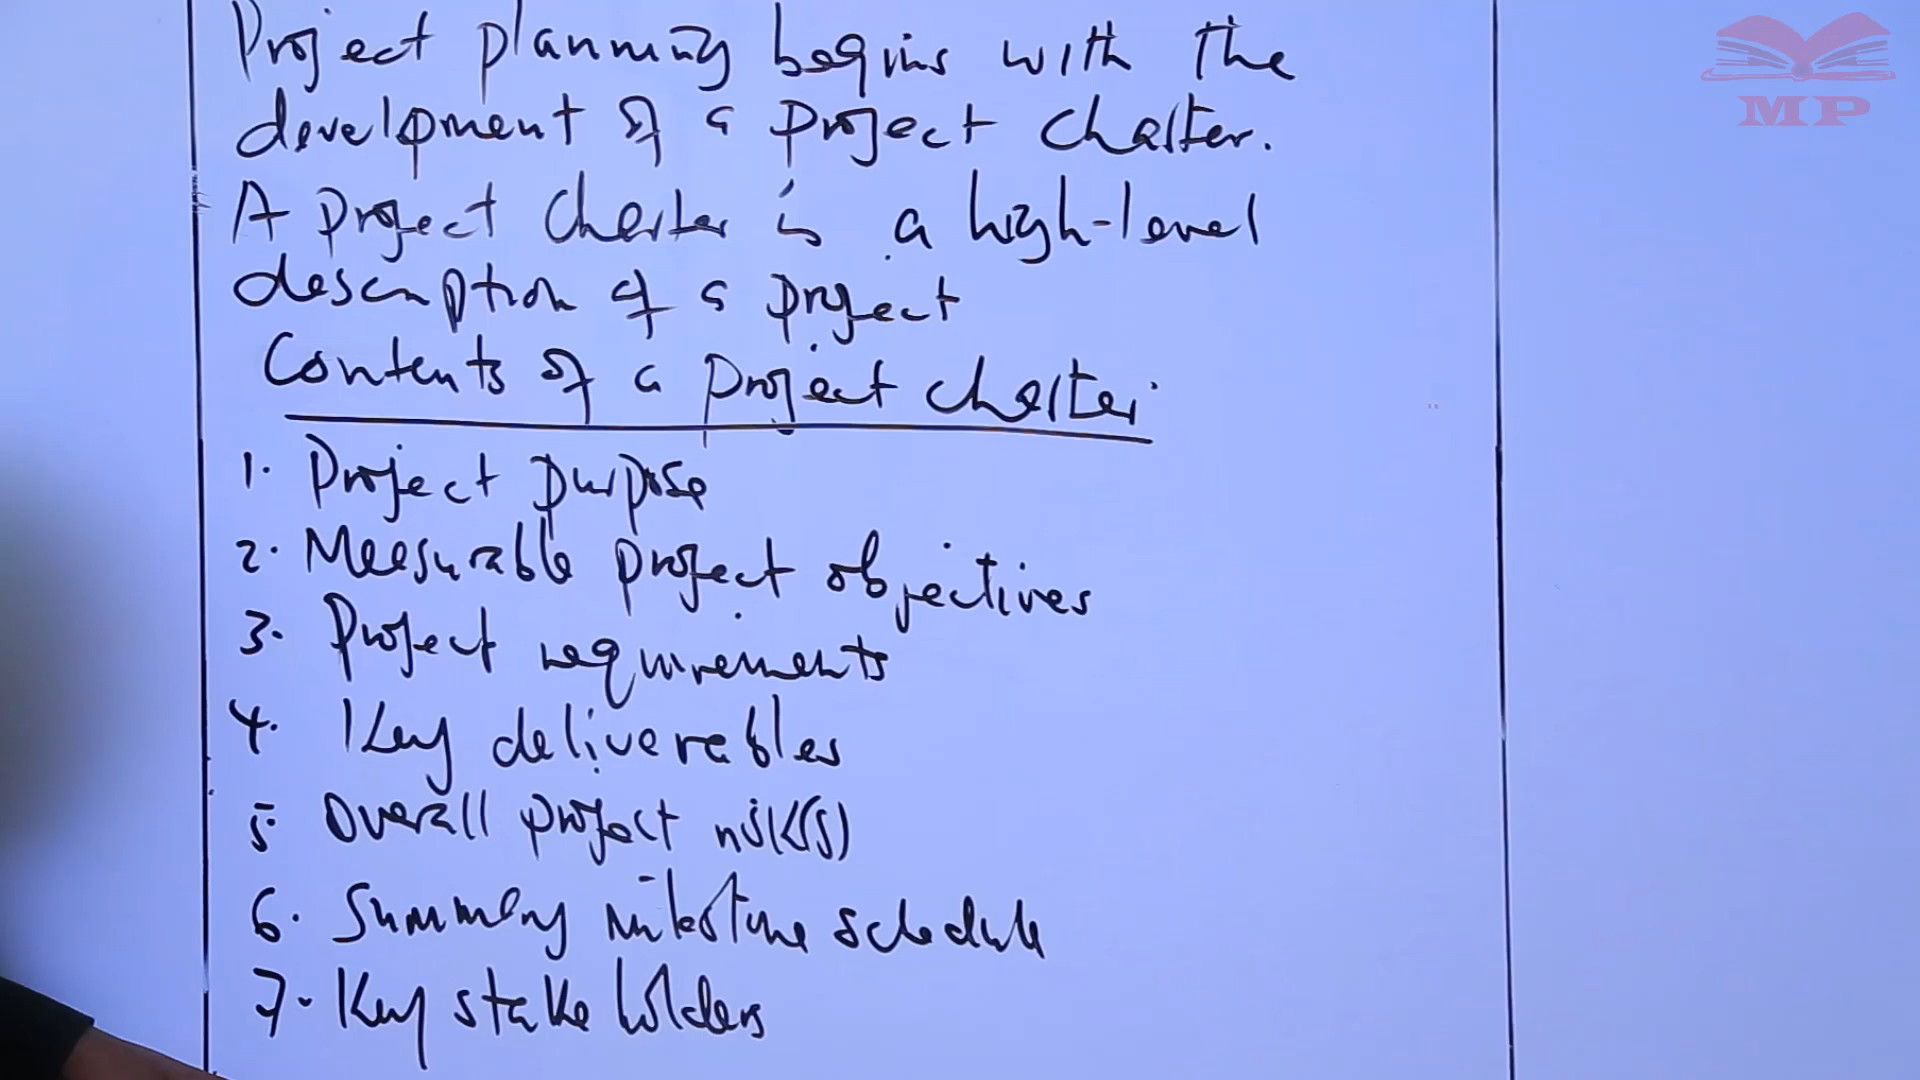 Project planning begins with the
development of a project charter.
A project charter is a high-level
description of a project
Contents of a project charter
1. Project purpose
2. Measurable project objectives
3. Project requirements
4. Key deliverables
5. Overall project risk(s)
6. Summary milestone schedule
7. Key stakeholders
MP